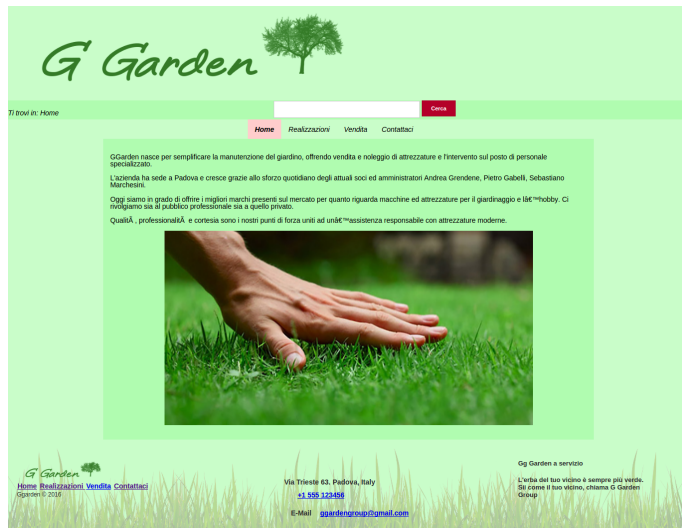 G Garden
Ti trovi in: Home
Cerca
Home Realizzazioni Vendita Contattaci
GGarden nasce per semplificare la manutenzione del giardino, offrendo vendita e noleggio di attrezzature e l'intervento sul posto di personale
specializzato.
L'azienda ha sede a Padova e cresce grazie allo sforzo quotidiano degli attuali soci ed amministratori Andrea Grendene, Pietro Gabelli, Sebastiano
Marchesini.
Oggi siamo in grado di offrire i migliori marchi presenti sul mercato per quanto riguarda macchine ed attrezzature per il giardinaggio e lâ€™hobby. Ci
rivolgiamo sia al pubblico professionale sia a quello privato.
QualitÃ , professionalitÃ  e cortesia sono i nostri punti di forza uniti ad unâ€™assistenza responsabile con attrezzature moderne.
G Garden
Home Realizzazioni Vendita Contattaci
Ggarden © 2016
Via Trieste 63. Padova, Italy
+1 555 123456
E-Mail ggardengroup@gmail.com
Gg Garden a servizio
L'erba del tuo vicino è sempre più verde.
Sii come il tuo vicino, chiama G Garden
Group